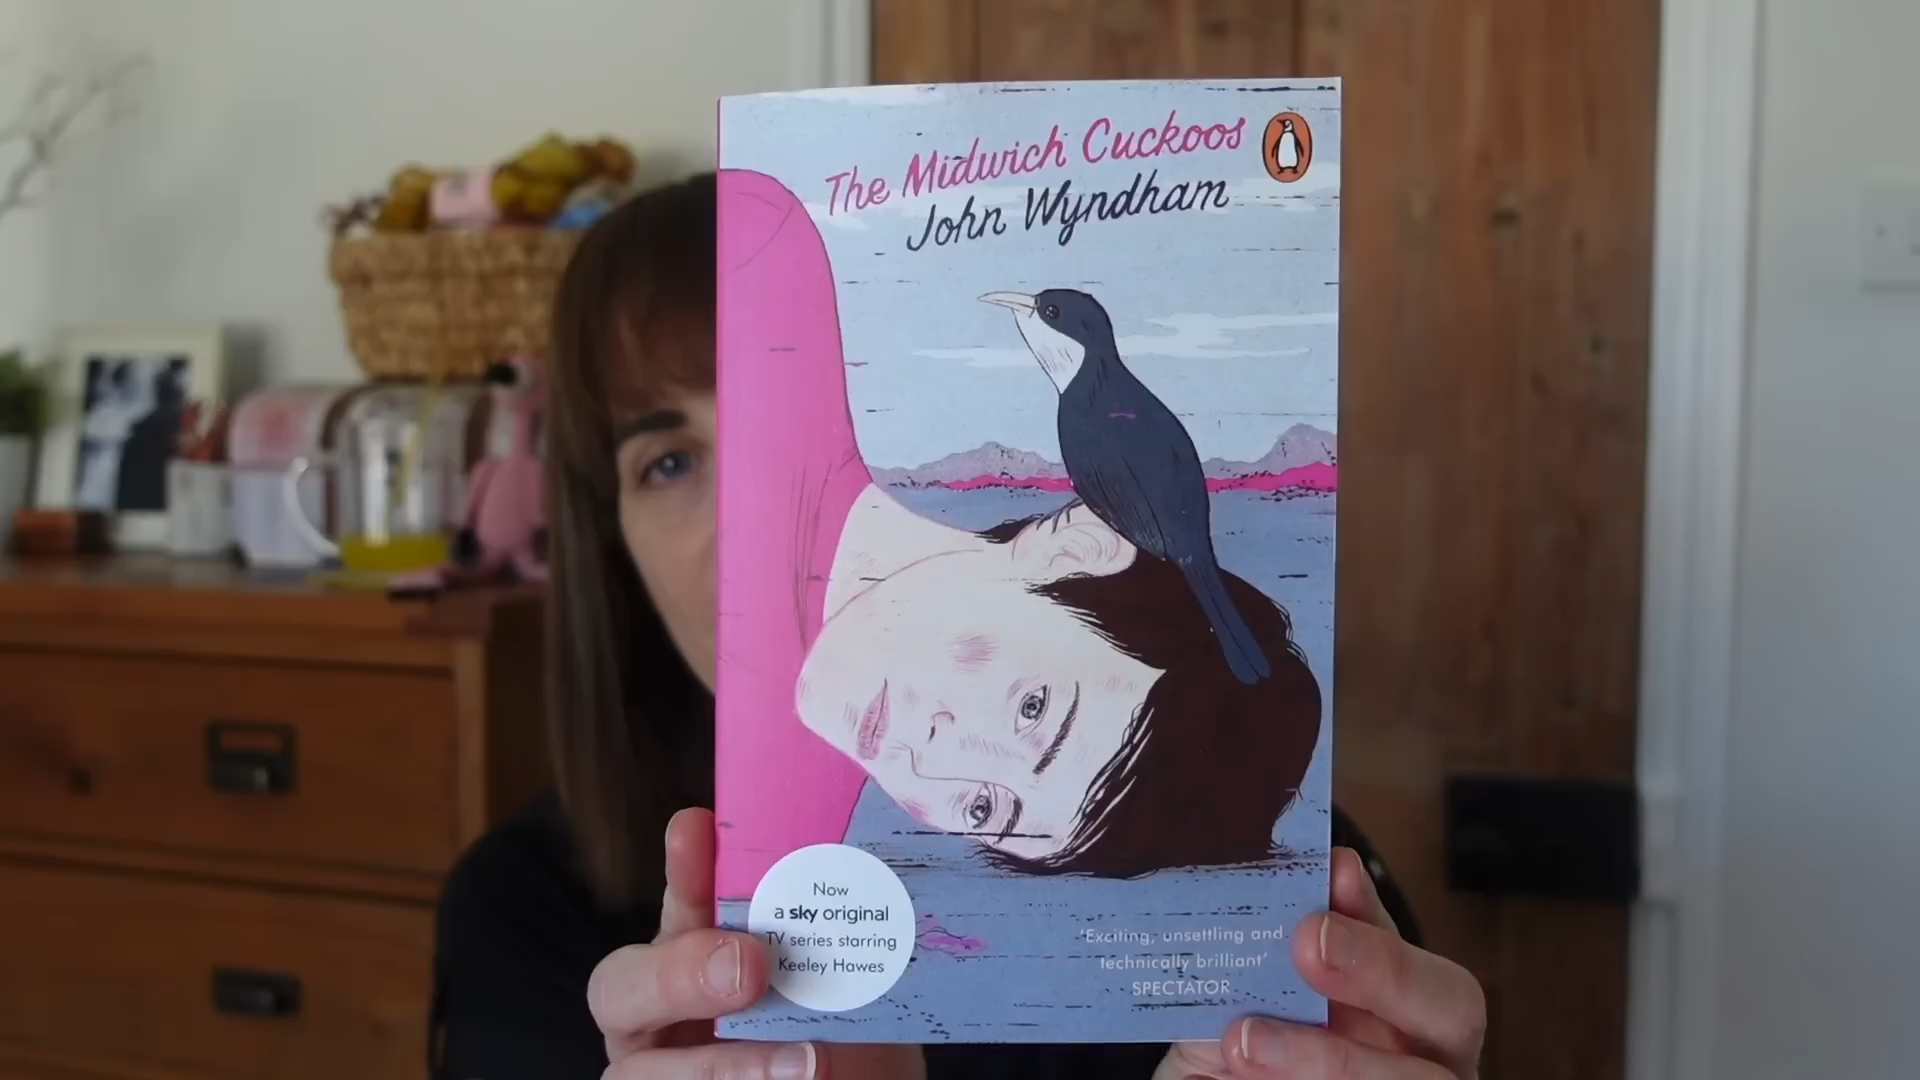 The Midwich Cuckoos
John Wyndham
Now
a sky original
TV series starring
Keeley Hawes
'Exciting, unsettling and
technically brilliant'
SPECTATOR